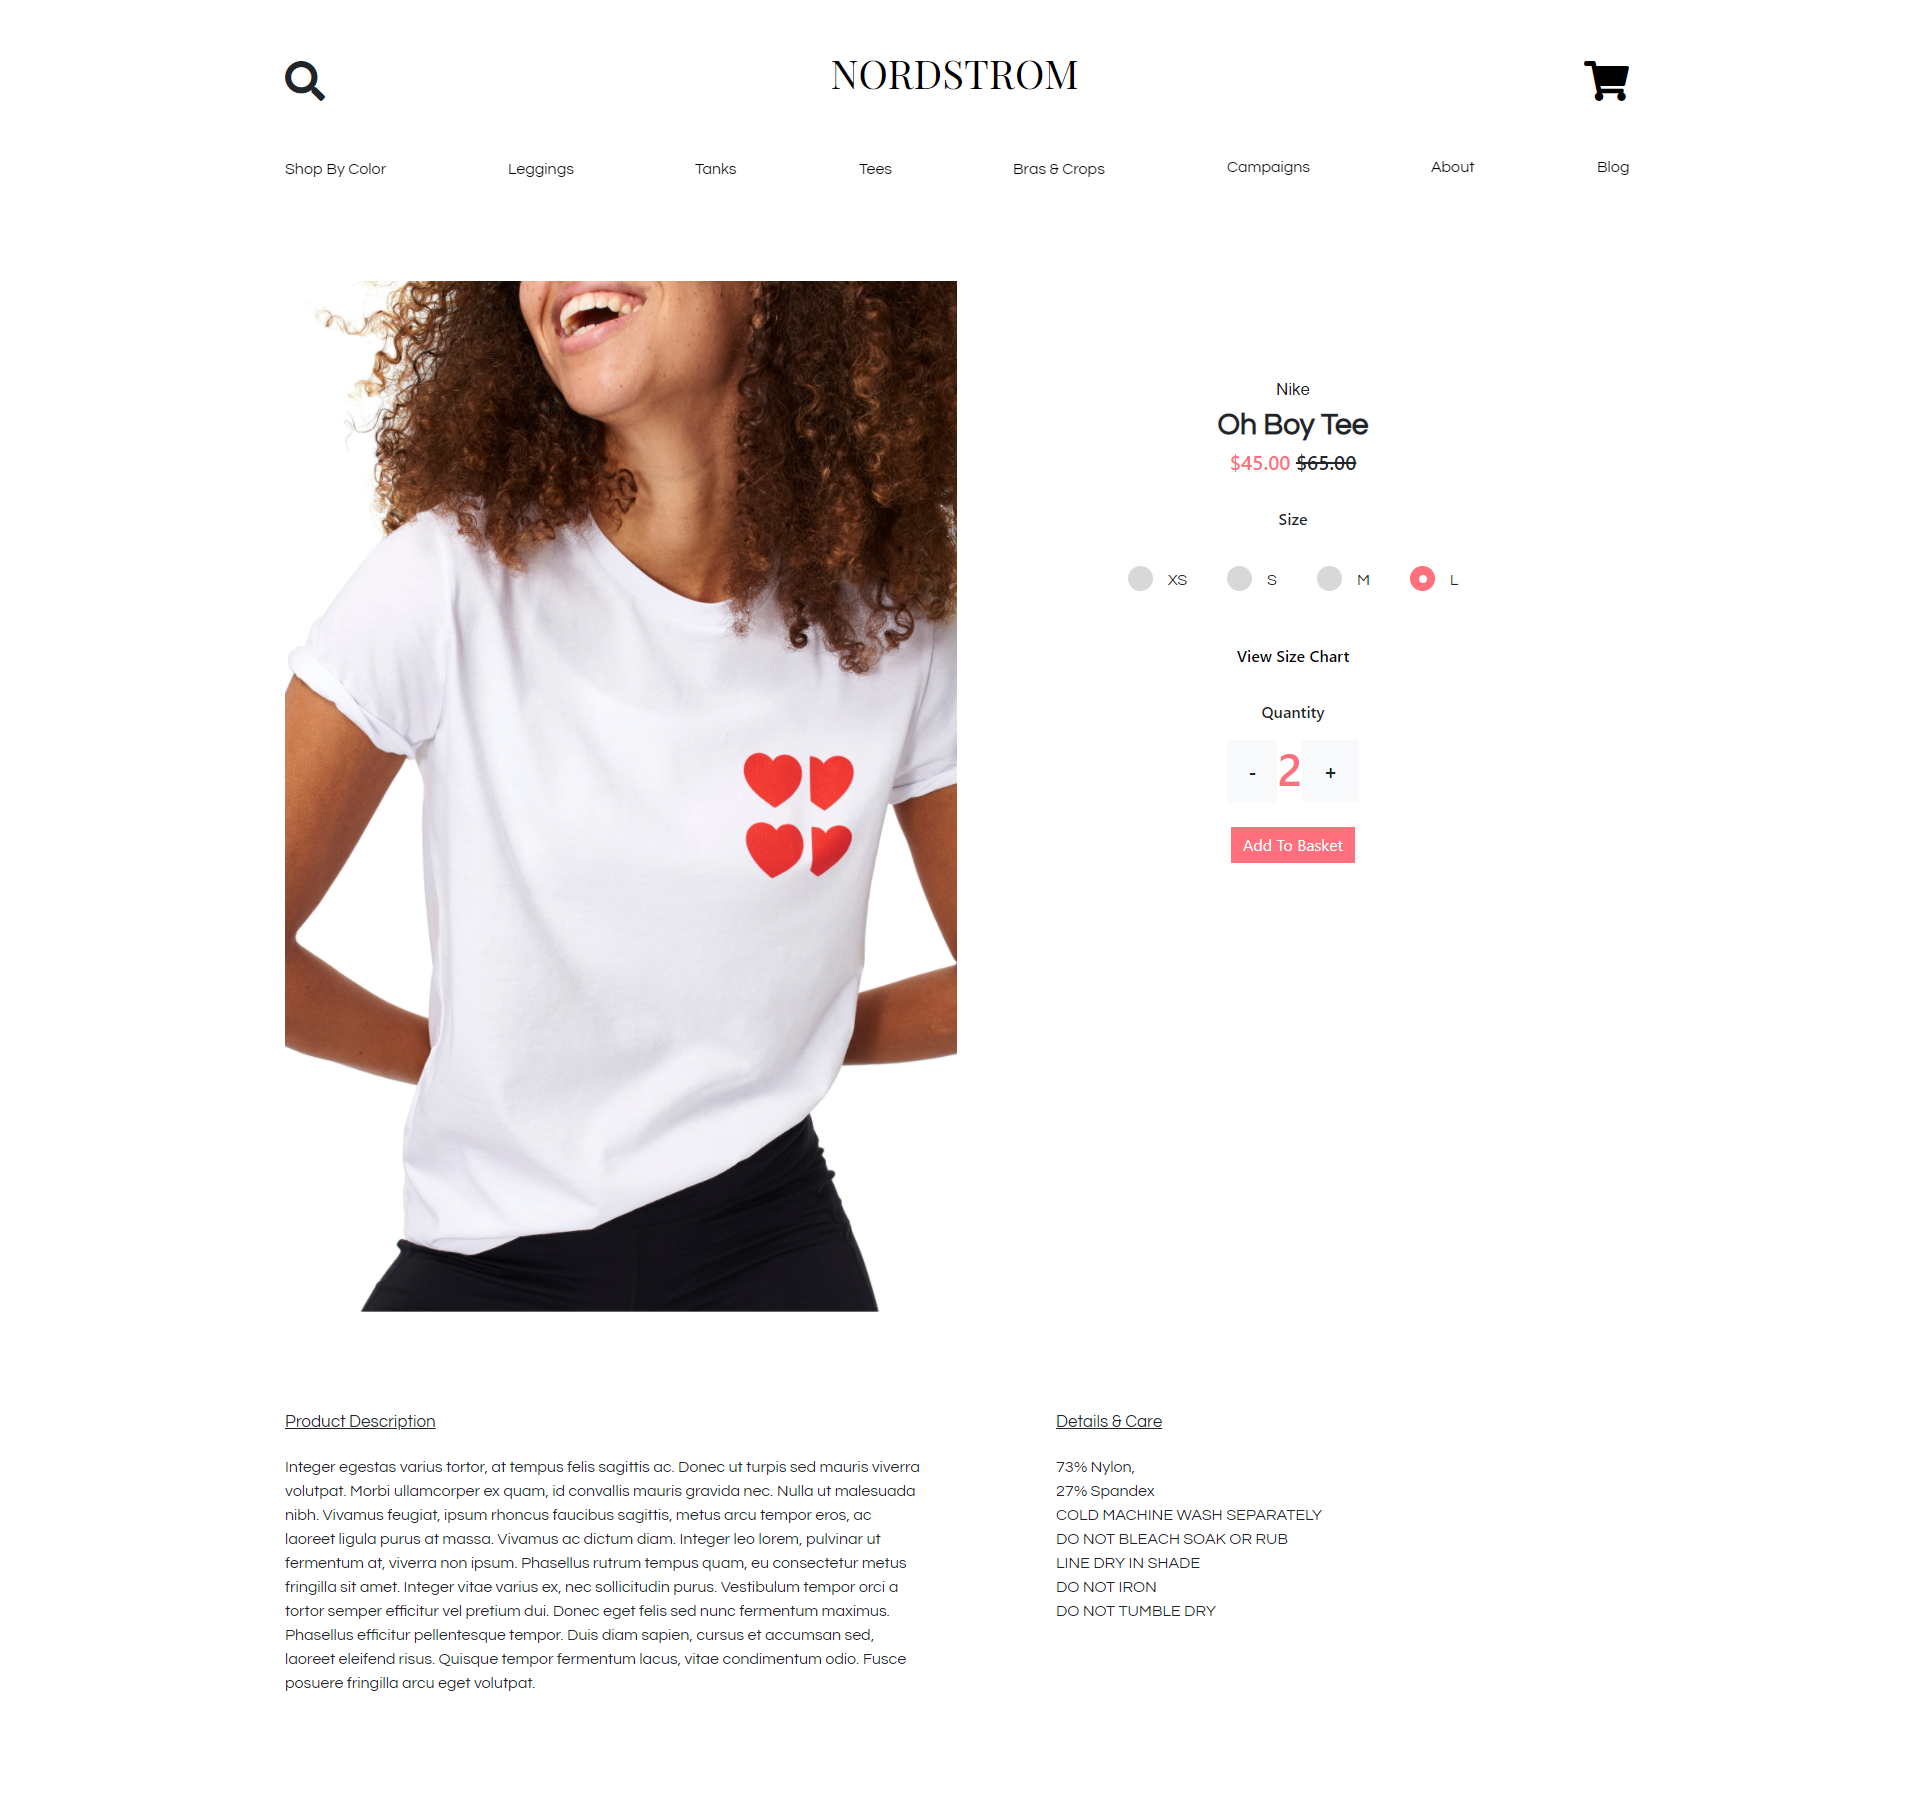 NORDSTROM
Shop By Color Leggings Tanks Tees Bras & Crops Campaigns About Blog
Nike
Oh Boy Tee
$45.00 $65.00
Size
XS S M L
View Size Chart
Quantity
- 2 +
Add To Basket
Product Description
Integer egestas varius tortor, at tempus felis sagittis ac. Donec ut turpis sed mauris viverra
volutpat. Morbi ullamcorper ex quam, id convallis mauris gravida nec. Nulla ut malesuada
nibh. Vivamus feugiat, ipsum rhoncus faucibus sagittis, metus arcu tempor eros, ac
laoreet ligula purus at massa. Vivamus ac dictum diam. Integer leo lorem, pulvinar ut
fermentum at, viverra non ipsum. Phasellus rutrum tempus quam, eu consectetur metus
fringilla sit amet. Integer vitae varius ex, nec sollicitudin purus. Vestibulum tempor orci a
tortor semper efficitur vel pretium dui. Donec eget felis sed nunc fermentum maximus.
Phasellus efficitur pellentesque tempor. Duis diam sapien, cursus et accumsan sed,
laoreet eleifend risus. Quisque tempor fermentum lacus, vitae condimentum odio. Fusce
posuere fringilla arcu eget volutpat.
Details & Care
73% Nylon,
27% Spandex
COLD MACHINE WASH SEPARATELY
DO NOT BLEACH SOAK OR RUB
LINE DRY IN SHADE
DO NOT IRON
DO NOT TUMBLE DRY